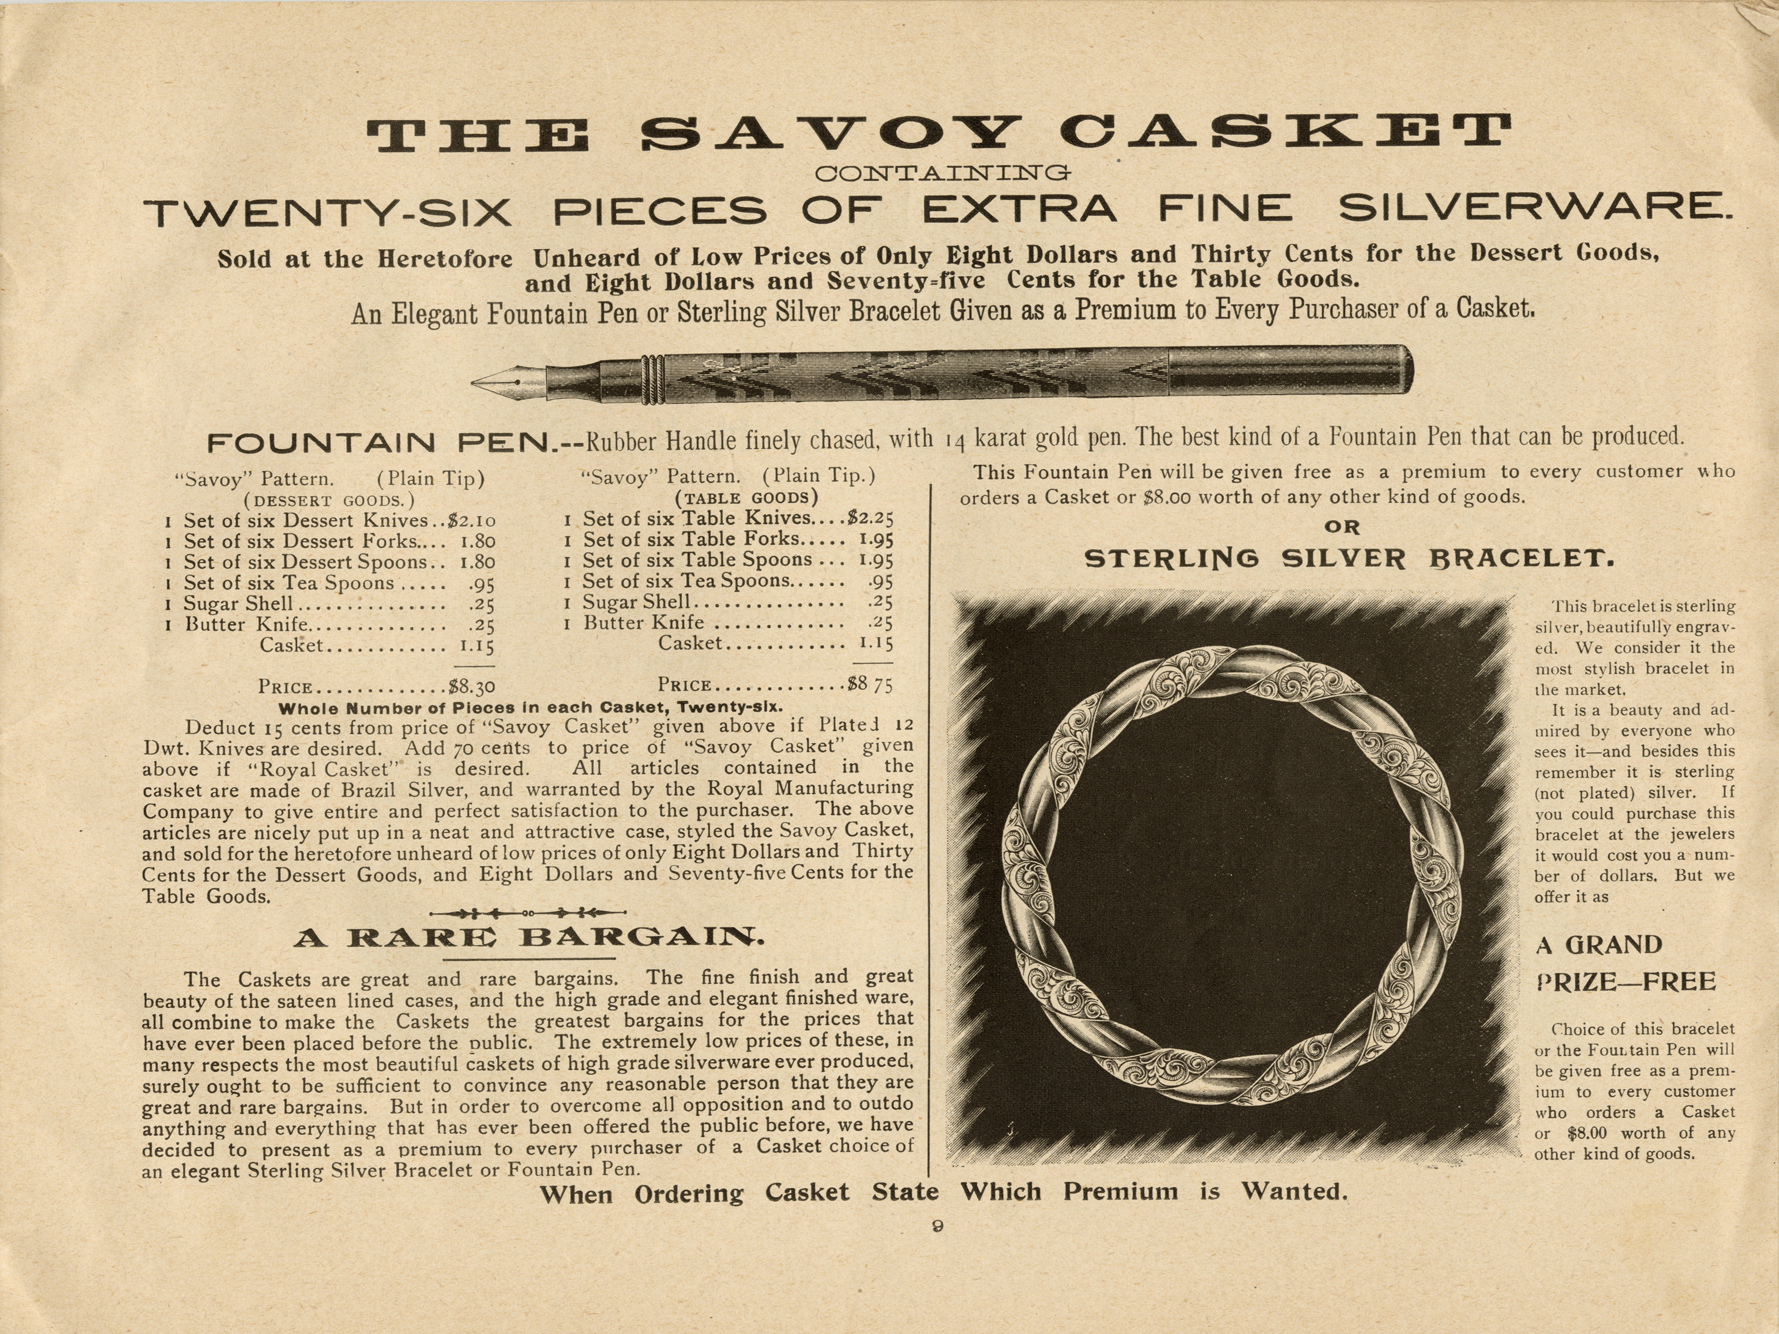 THE SAVOY CASKET
CONTAINING
TWENTY-SIX PIECES OF EXTRA FINE SILVERWARE.
Sold at the Heretofore Unheard of Low Prices of Only Eight Dollars and Thirty Cents for the Dessert Goods,
and Eight Dollars and Seventy-five Cents for the Table Goods.
An Elegant Fountain Pen or Sterling Silver Bracelet Given as a Premium to Every Purchaser of a Casket.
FOUNTAIN PEN.--Rubber Handle finely chased, with 14 karat gold pen. The best kind of a Fountain Pen that can be produced.
"Savoy" Pattern. (Plain Tip)
(DESSERT GOODS.)
1 Set of six Dessert Knives..$2.10
1 Set of six Dessert Forks.... 1.80
1 Set of six Dessert Spoons.. 1.80
1 Set of six Tea Spoons ..... .95
1 Sugar Shell............... .25
1 Butter Knife.............. .25
Casket............ 1.15
PRICE.............$8.30
"Savoy" Pattern. (Plain Tip.)
(TABLE GOODS)
1 Set of six Table Knives....$2.25
1 Set of six Table Forks..... 1.95
1 Set of six Table Spoons ... 1.95
1 Set of six Tea Spoons...... .95
1 Sugar Shell............... .25
1 Butter Knife ............ .25
Casket............ 1.15
PRICE.............$8 75
Whole Number of Pieces in each Casket, Twenty-six.
Deduct 15 cents from price of "Savoy Casket" given above if Plated 12
Dwt. Knives are desired. Add 70 cents to price of "Savoy Casket" given
above if "Royal Casket" is desired. All articles contained in the
casket are made of Brazil Silver, and warranted by the Royal Manufacturing
Company to give entire and perfect satisfaction to the purchaser. The above
articles are nicely put up in a neat and attractive case, styled the Savoy Casket,
and sold for the heretofore unheard of low prices of only Eight Dollars and Thirty
Cents for the Dessert Goods, and Eight Dollars and Seventy-five Cents for the
Table Goods.
A RARE BARGAIN.
The Caskets are great and rare bargains. The fine finish and great
beauty of the sateen lined cases, and the high grade and elegant finished ware,
all combine to make the Caskets the greatest bargains for the prices that
have ever been placed before the public. The extremely low prices of these, in
many respects the most beautiful caskets of high grade silverware ever produced,
surely ought to be sufficient to convince any reasonable person that they are
great and rare bargains. But in order to overcome all opposition and to outdo
anything and everything that has ever been offered the public before, we have
decided to present as a premium to every purchaser of a Casket choice of
an elegant Sterling Silver Bracelet or Fountain Pen.
This Fountain Pen will be given free as a premium to every customer who
orders a Casket or $8.00 worth of any other kind of goods.
OR
STERLING SILVER BRACELET.
This bracelet is sterling
silver, beautifully engrav-
ed. We consider it the
most stylish bracelet in
the market.
It is a beauty and ad-
mired by everyone who
sees it—and besides this
remember it is sterling
(not plated) silver. If
you could purchase this
bracelet at the jewelers
it would cost you a num-
ber of dollars. But we
offer it as
A GRAND
PRIZE—FREE
Choice of this bracelet
or the Fountain Pen will
be given free as a prem-
ium to every customer
who orders a Casket
or $8.00 worth of any
other kind of goods.
When Ordering Casket State Which Premium is Wanted.
9